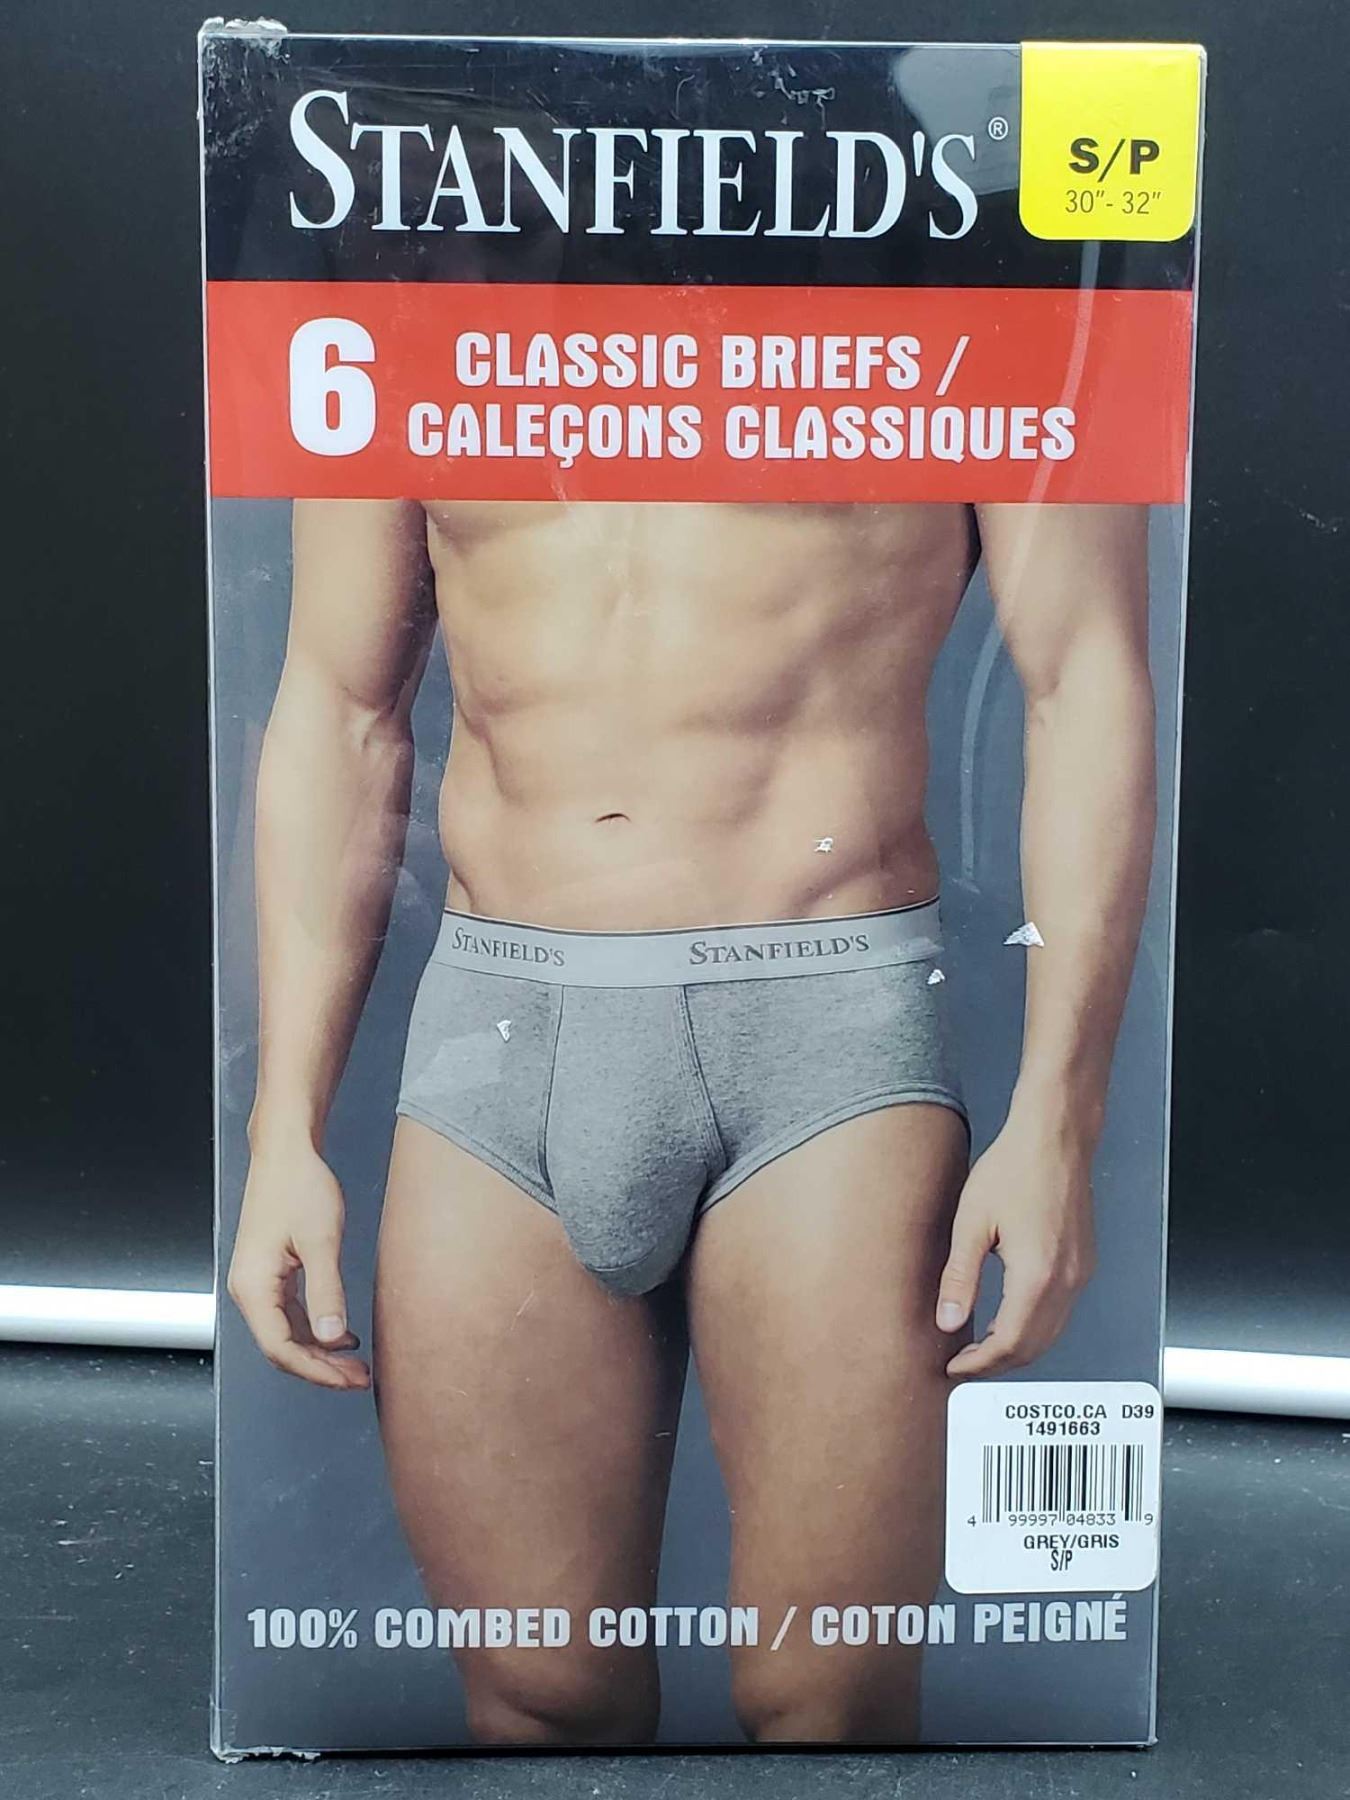 STANFIELD'S®
S/P
30"- 32"
6 CLASSIC BRIEFS /
CALEÇONS CLASSIQUES
STANFIELD'S STANFIELD'S
COSTCO.CA D39
1491663
4 99997 04833 9
GREY/GRIS
S/P
100% COMBED COTTON / COTON PEIGNÉ